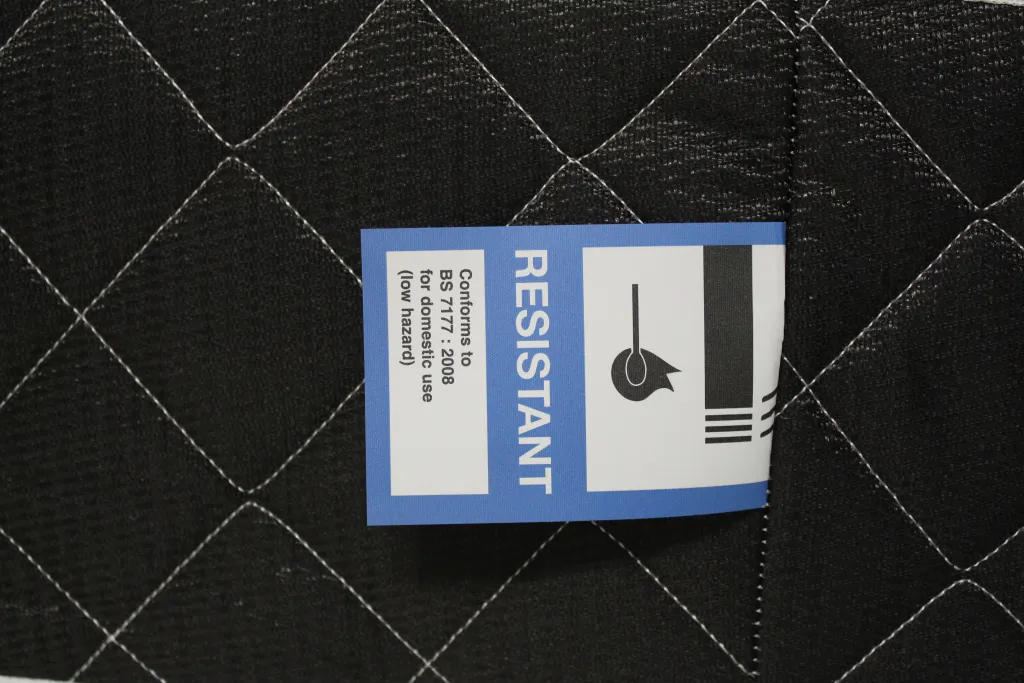 RESISTANT
Conforms to
BS 7177 : 2008
for domestic use
(low hazard)